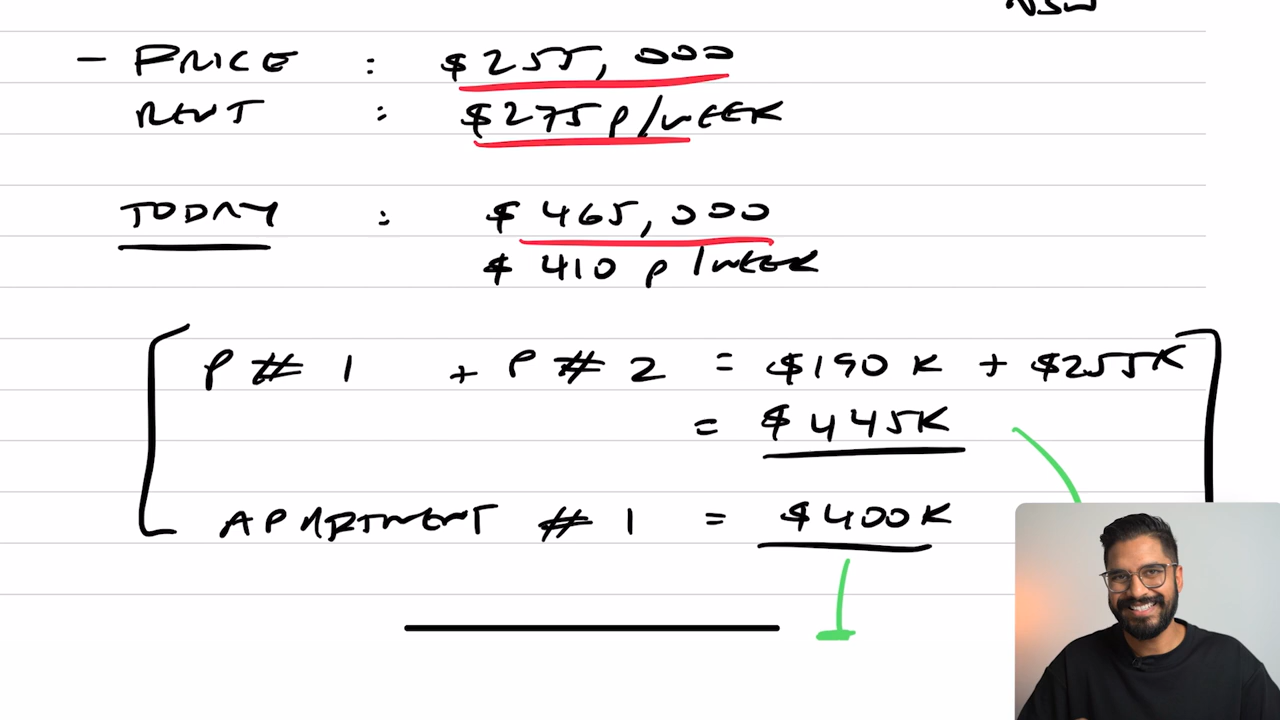 NSW
- PRICE : $255,000
RENT : $275 P/WEEK
TODAY : $465,000
$410 P/WEEK
P # 1 + P # 2 = $190K + $255K
= $445K
APARTMENT # 1 = $400K